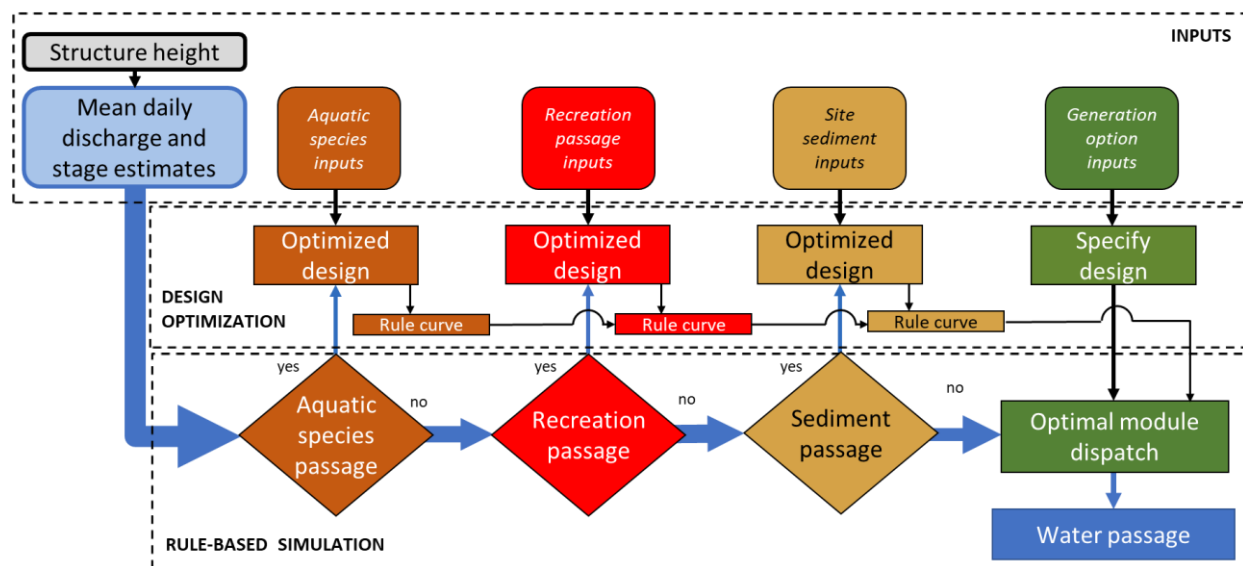 INPUTS
Structure height
Mean daily
discharge and
stage estimates
Aquatic
species
inputs
Recreation
passage
inputs
Site
sediment
inputs
Generation
option
inputs
Optimized
design
Optimized
design
Optimized
design
Specify
design
DESIGN
OPTIMIZATION
Rule curve
Rule curve
Rule curve
yes
yes
yes
no
no
no
Aquatic
species
passage
Recreation
passage
Sediment
passage
Optimal module
dispatch
Water passage
RULE-BASED SIMULATION